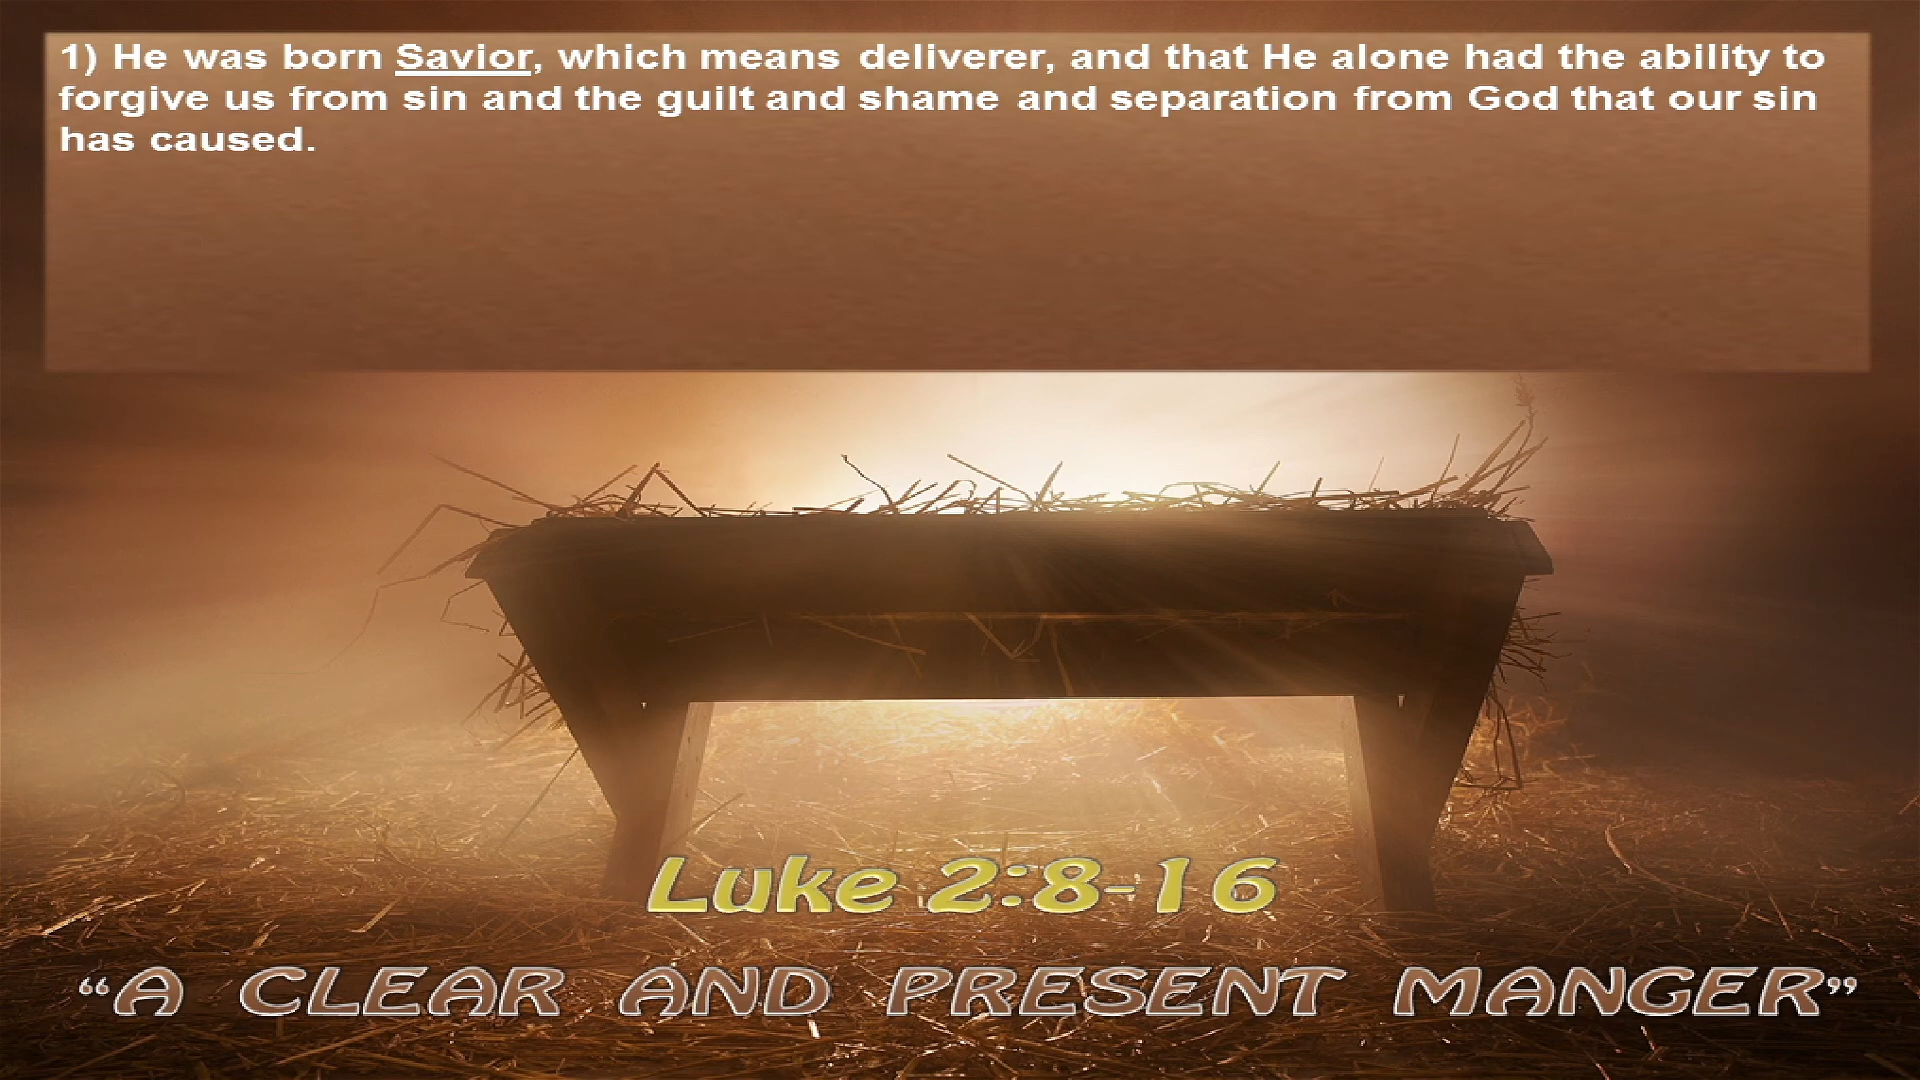 1) He was born Savior, which means deliverer, and that He alone had the ability to
forgive us from sin and the guilt and shame and separation from God that our sin
has caused.
Luke 2:8-16
“A CLEAR AND PRESENT MANGER”